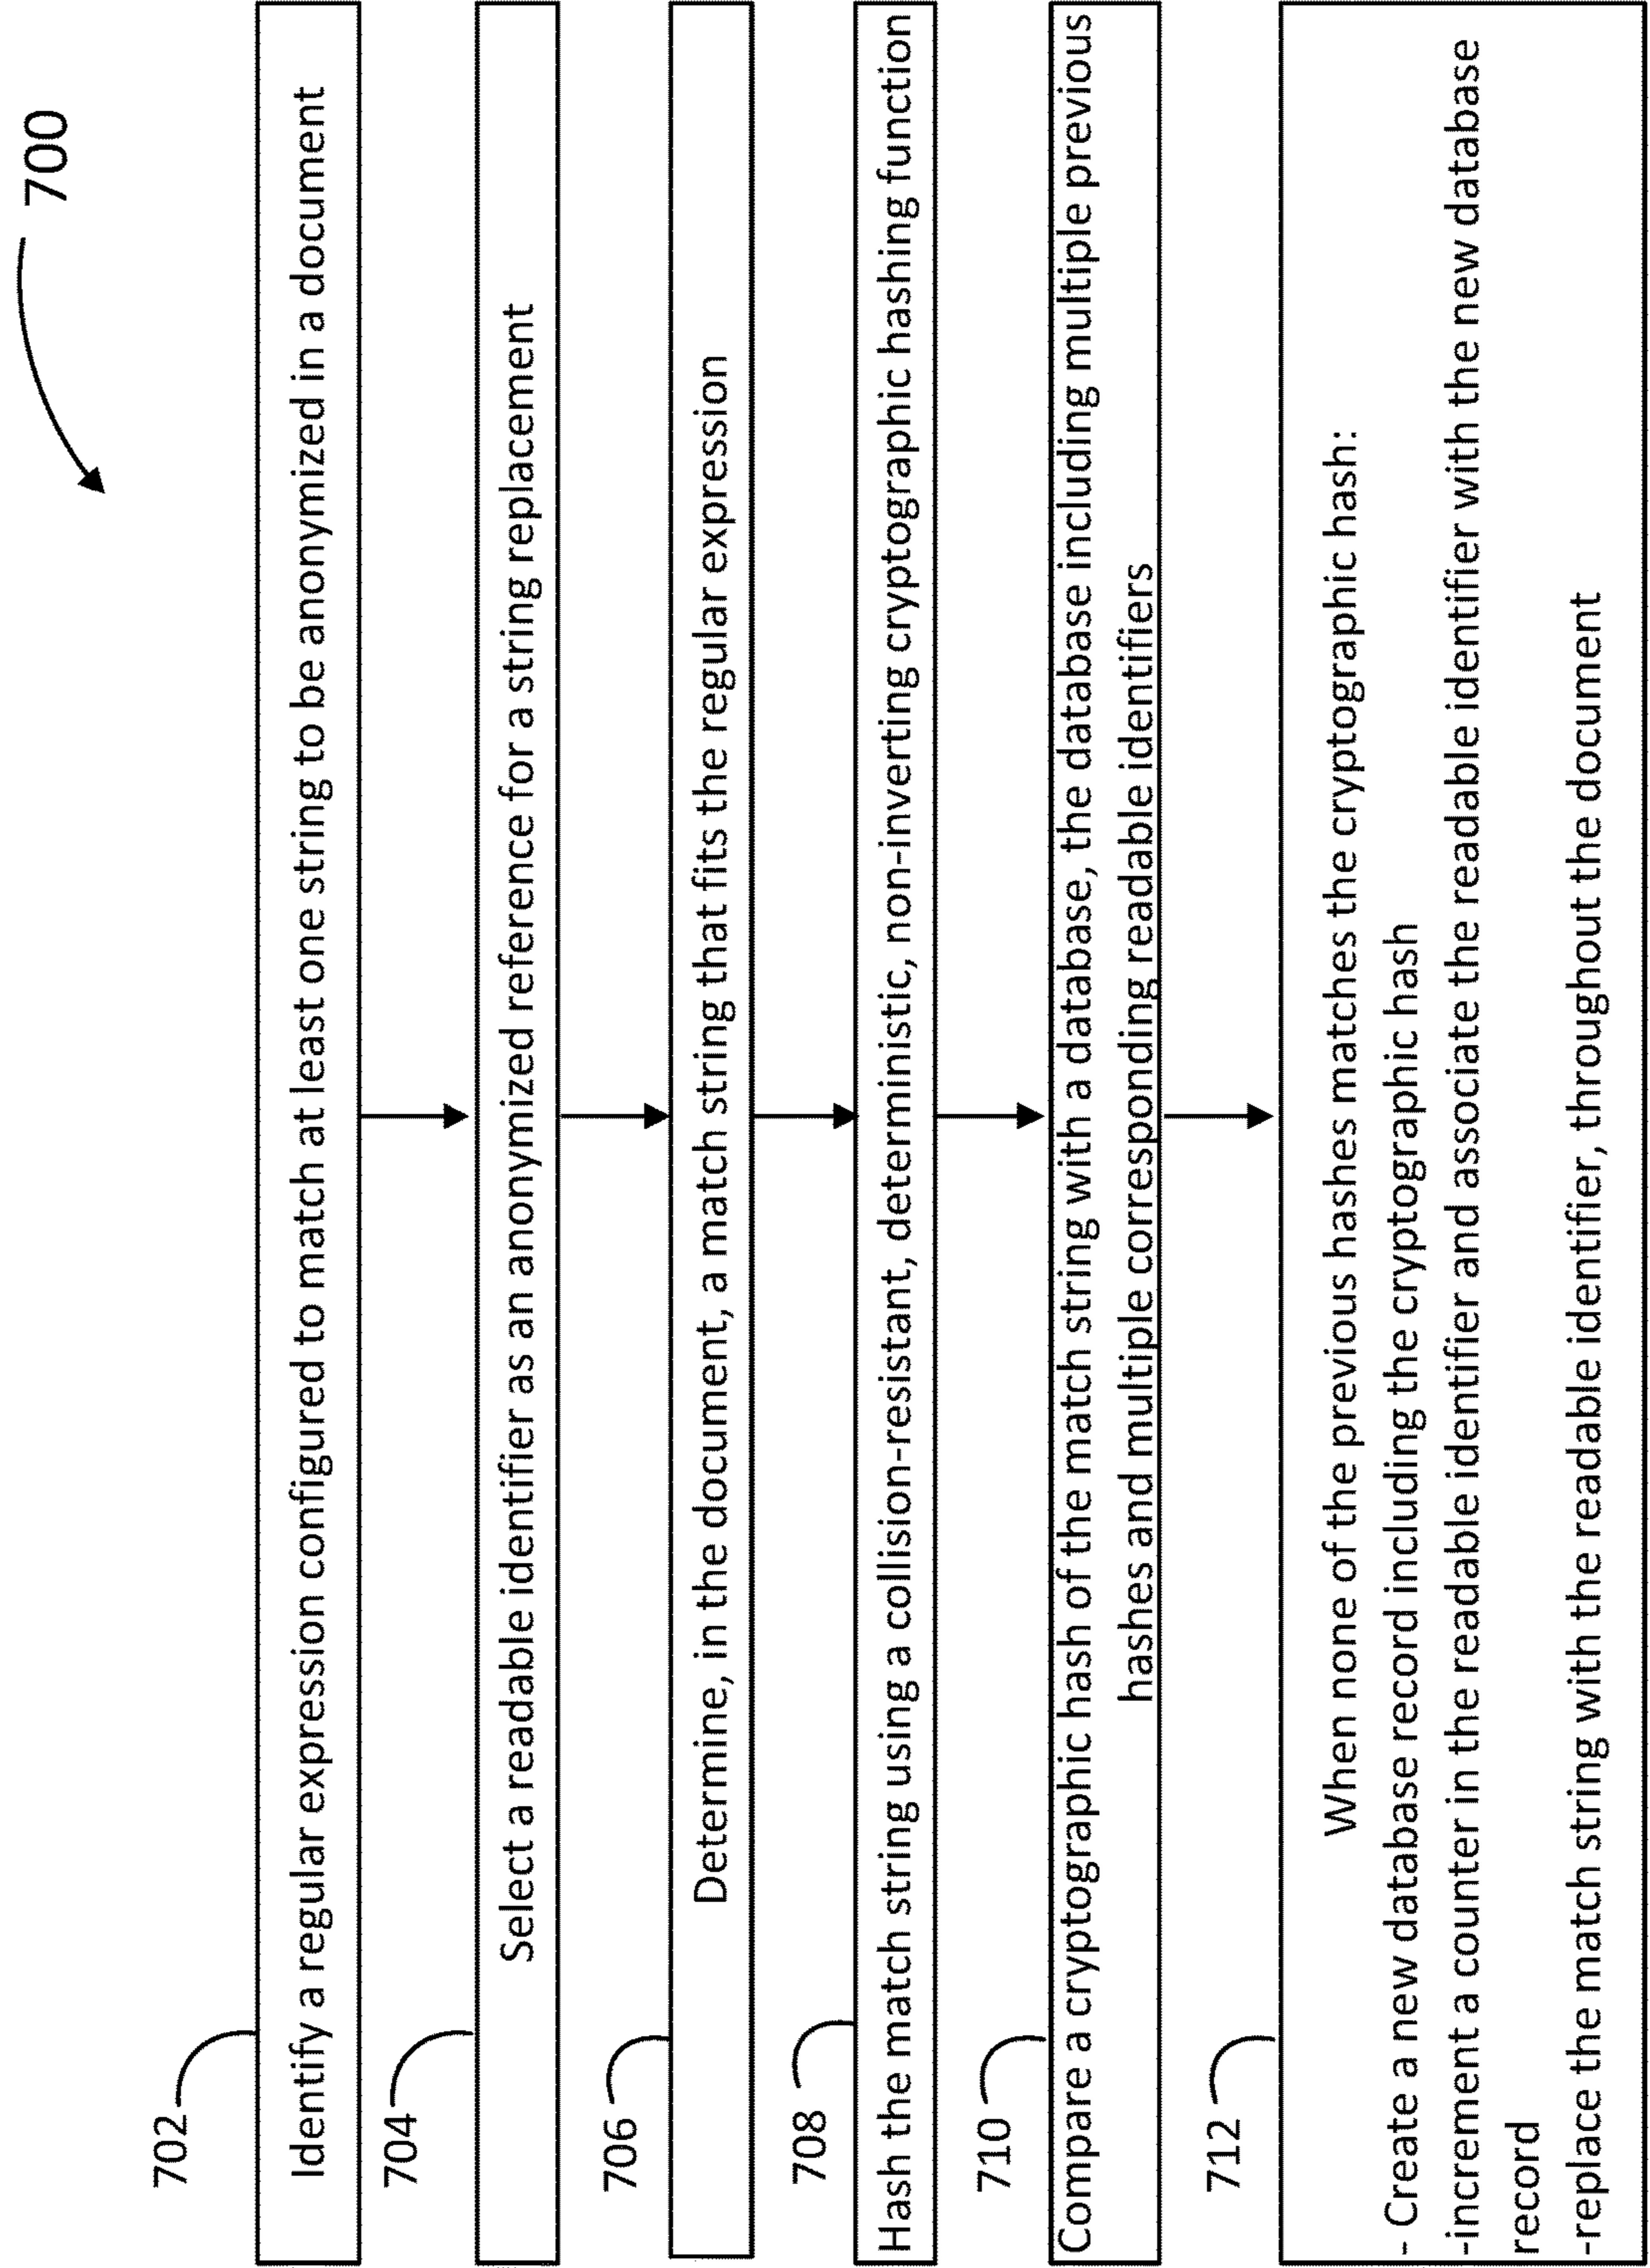 700
702
Identify a regular expression configured to match at least one string to be anonymized in a document
704
Select a readable identifier as an anonymized reference for a string replacement
706
Determine, in the document, a match string that fits the regular expression
708
Hash the match string using a collision-resistant, deterministic, non-inverting cryptographic hashing function
710
Compare a cryptographic hash of the match string with a database, the database including multiple previous
hashes and multiple corresponding readable identifiers
712
When none of the previous hashes matches the cryptographic hash:
- Create a new database record including the cryptographic hash
-increment a counter in the readable identifier and associate the readable identifier with the new database
record
-replace the match string with the readable identifier, throughout the document